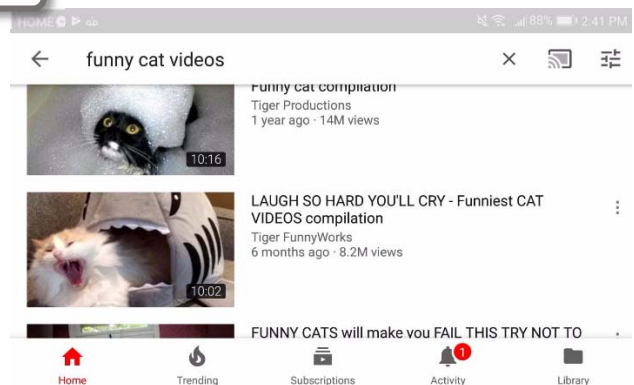 HOME
88% 2:41 PM
funny cat videos
Funny cat compilation
Tiger Productions
1 year ago · 14M views
10:16
LAUGH SO HARD YOU'LL CRY - Funniest CAT
VIDEOS compilation
Tiger FunnyWorks
6 months ago · 8.2M views
10:02
FUNNY CATS will make you FAIL THIS TRY NOT TO
1
Home Trending Subscriptions Activity Library